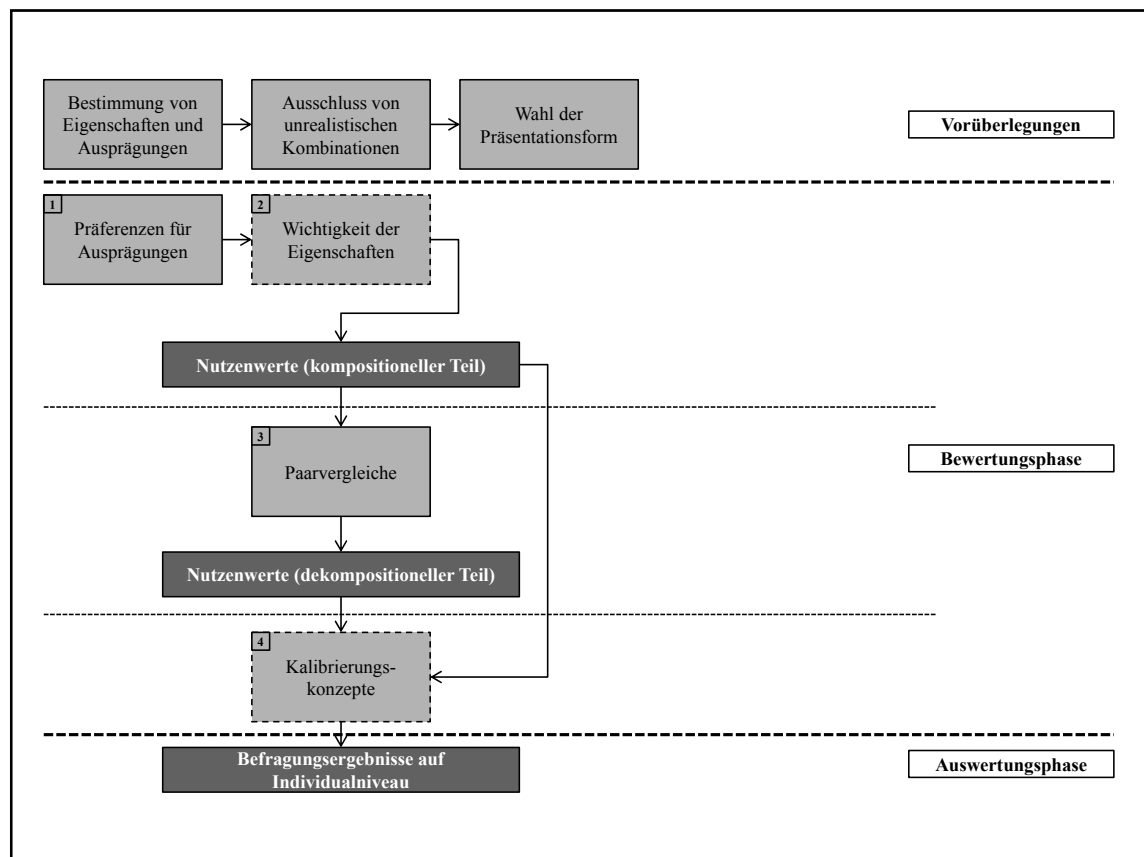 Bestimmung von
Eigenschaften und
Ausprägungen
Ausschluss von
unrealistischen
Kombinationen
Wahl der
Präsentationsform
Vorüberlegungen
1
Präferenzen für
Ausprägungen
2
Wichtigkeit der
Eigenschaften
Nutzenwerte (kompositioneller Teil)
3
Paarvergleiche
Bewertungsphase
Nutzenwerte (dekompositioneller Teil)
4
Kalibrierungs-
konzepte
Befragungsergebnisse auf
Individualniveau
Auswertungsphase